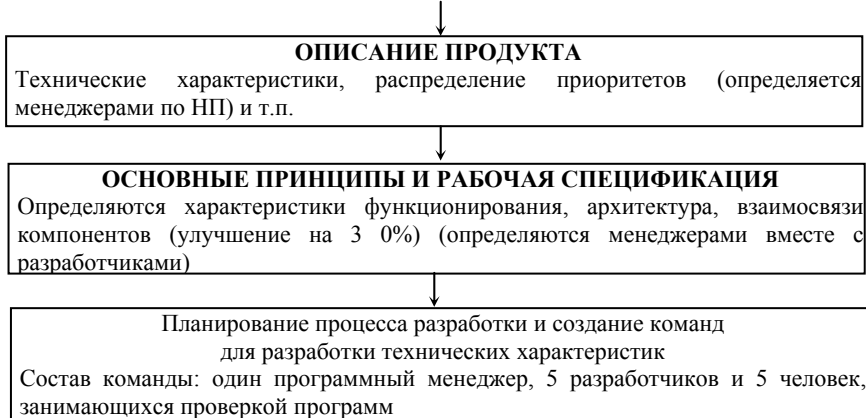 ОПИСАНИЕ ПРОДУКТА
Технические характеристики, распределение приоритетов (определяется
менеджерами по НП) и т.п.
ОСНОВНЫЕ ПРИНЦИПЫ И РАБОЧАЯ СПЕЦИФИКАЦИЯ
Определяются характеристики функционирования, архитектура, взаимосвязи
компонентов (улучшение на 3 0%) (определяются менеджерами вместе с
разработчиками)
Планирование процесса разработки и создание команд
для разработки технических характеристик
Состав команды: один программный менеджер, 5 разработчиков и 5 человек,
занимающихся проверкой программ